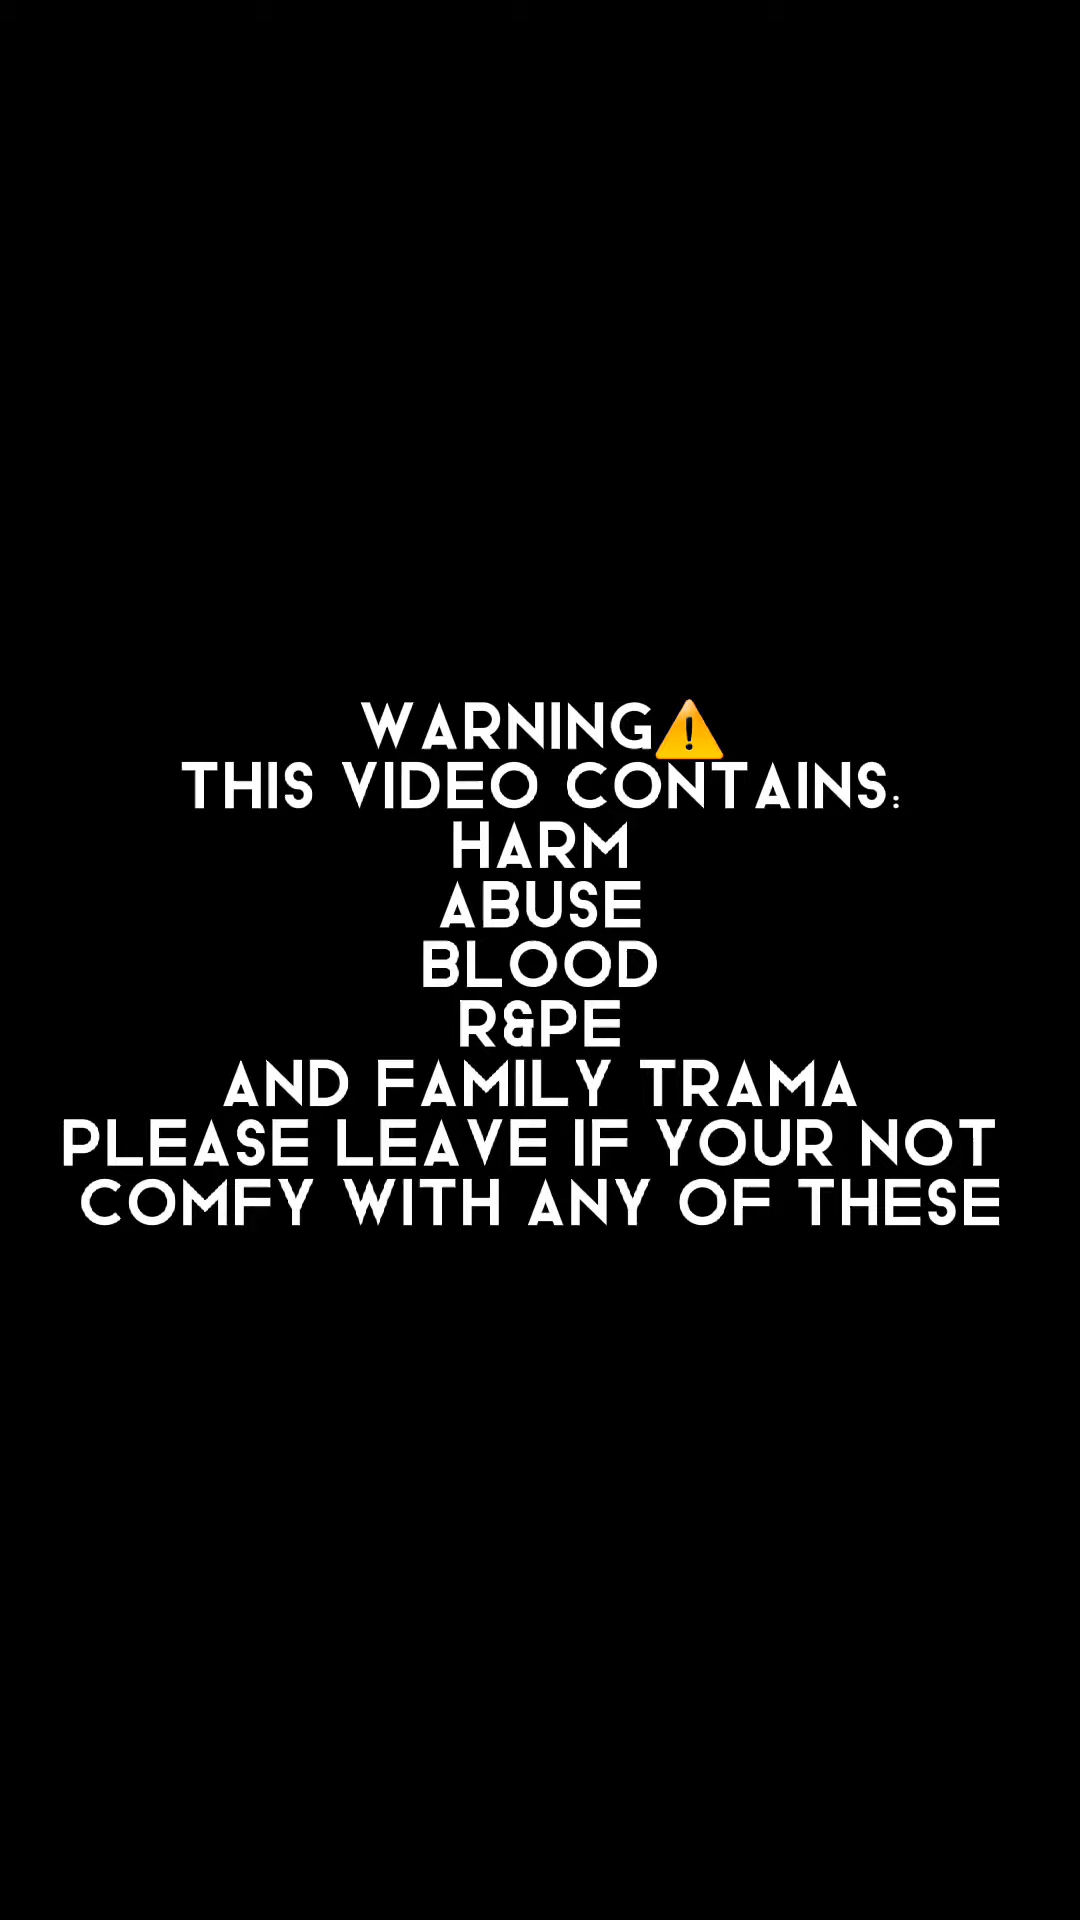 WARNING⚠️
THIS VIDEO CONTAINS:
HARM
ABUSE
BLOOD
R&PE
AND FAMILY TRAMA
PLEASE LEAVE IF YOUR NOT
COMFY WITH ANY OF THESE